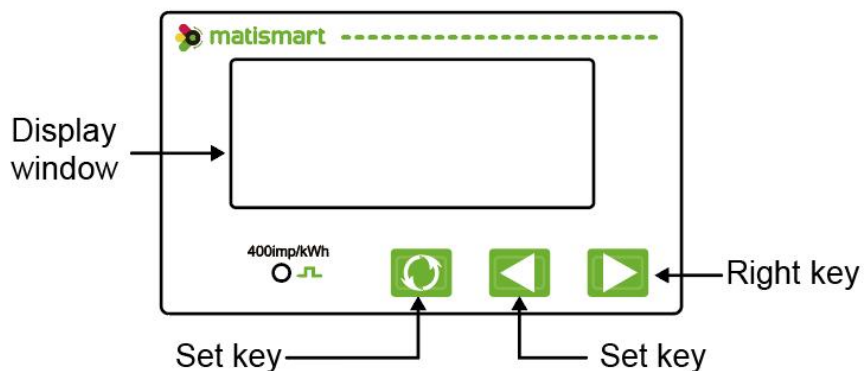 matismart
Display
window
400imp/kWh
Right key
Set key
Set key